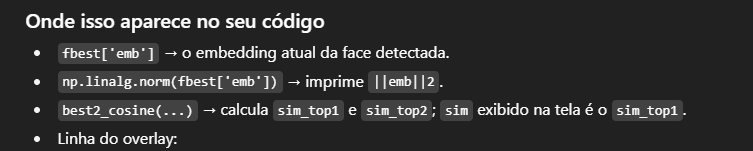 Onde isso aparece no seu código
• fbest['emb'] → o embedding atual da face detectada.
• np.linalg.norm(fbest['emb']) → imprime ||emb||2.
• best2_cosine(...) → calcula sim_top1 e sim_top2; sim exibido na tela é o sim_top1.
• Linha do overlay: